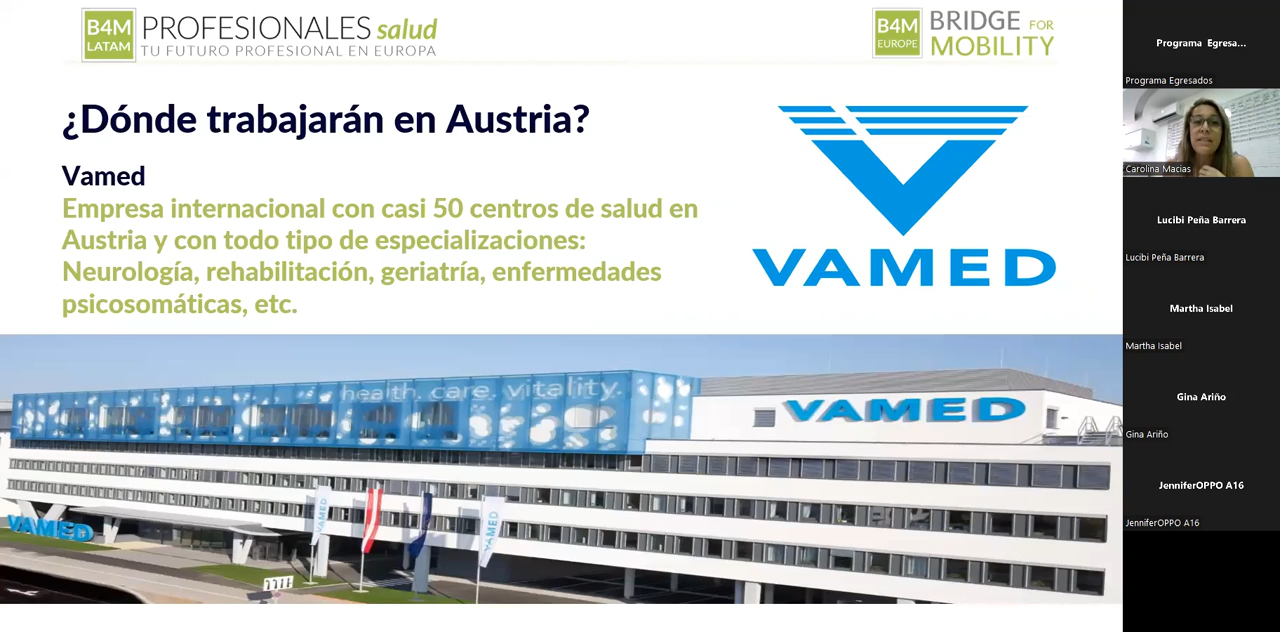 B4M
LATAM
PROFESIONALES salud
TU FUTURO PROFESIONAL EN EUROPA
B4M
EUROPE
BRIDGE FOR
MOBILITY
¿Dónde trabajarán en Austria?
Vamed
Empresa internacional con casi 50 centros de salud en
Austria y con todo tipo de especializaciones:
Neurología, rehabilitación, geriatría, enfermedades
psicosomáticas, etc.
VAMED
health. care. vitality.
VAMED
VAMED
VAMED
VAMED
Programa Egresa...
Programa Egresados
Carolina Macias
Lucibi Peña Barrera
Lucibi Peña Barrera
Martha Isabel
Martha Isabel
Gina Ariño
Gina Ariño
JenniferOPPO A16
JenniferOPPO A16